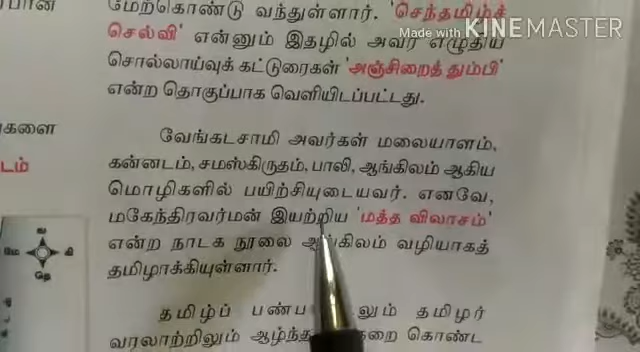 Made with KINEMASTER
மேற்கொண்டு வந்துள்ளார். 'செந்தமிழ்ச்
செல்வி' என்னும் இதழில் அவர் எழுதிய
சொல்லாய்வுக் கட்டுரைகள் 'அஞ்சிறைத் தும்பி'
என்ற தொகுப்பாக வெளியிடப்பட்டது.
வேங்கடசாமி அவர்கள் மலையாளம்,
கன்னடம், சமஸ்கிருதம், பாலி, ஆங்கிலம் ஆகிய
மொழிகளில் பயிற்சியுடையவர். எனவே,
மகேந்திரவர்மன் இயற்றிய 'மத்த விலாசம்'
என்ற நாடக நூலை ஆங்கிலம் வழியாகத்
தமிழாக்கியுள்ளார்.
தமிழ்ப் தமிழர்
வரலாற்றிலும் கொண்ட